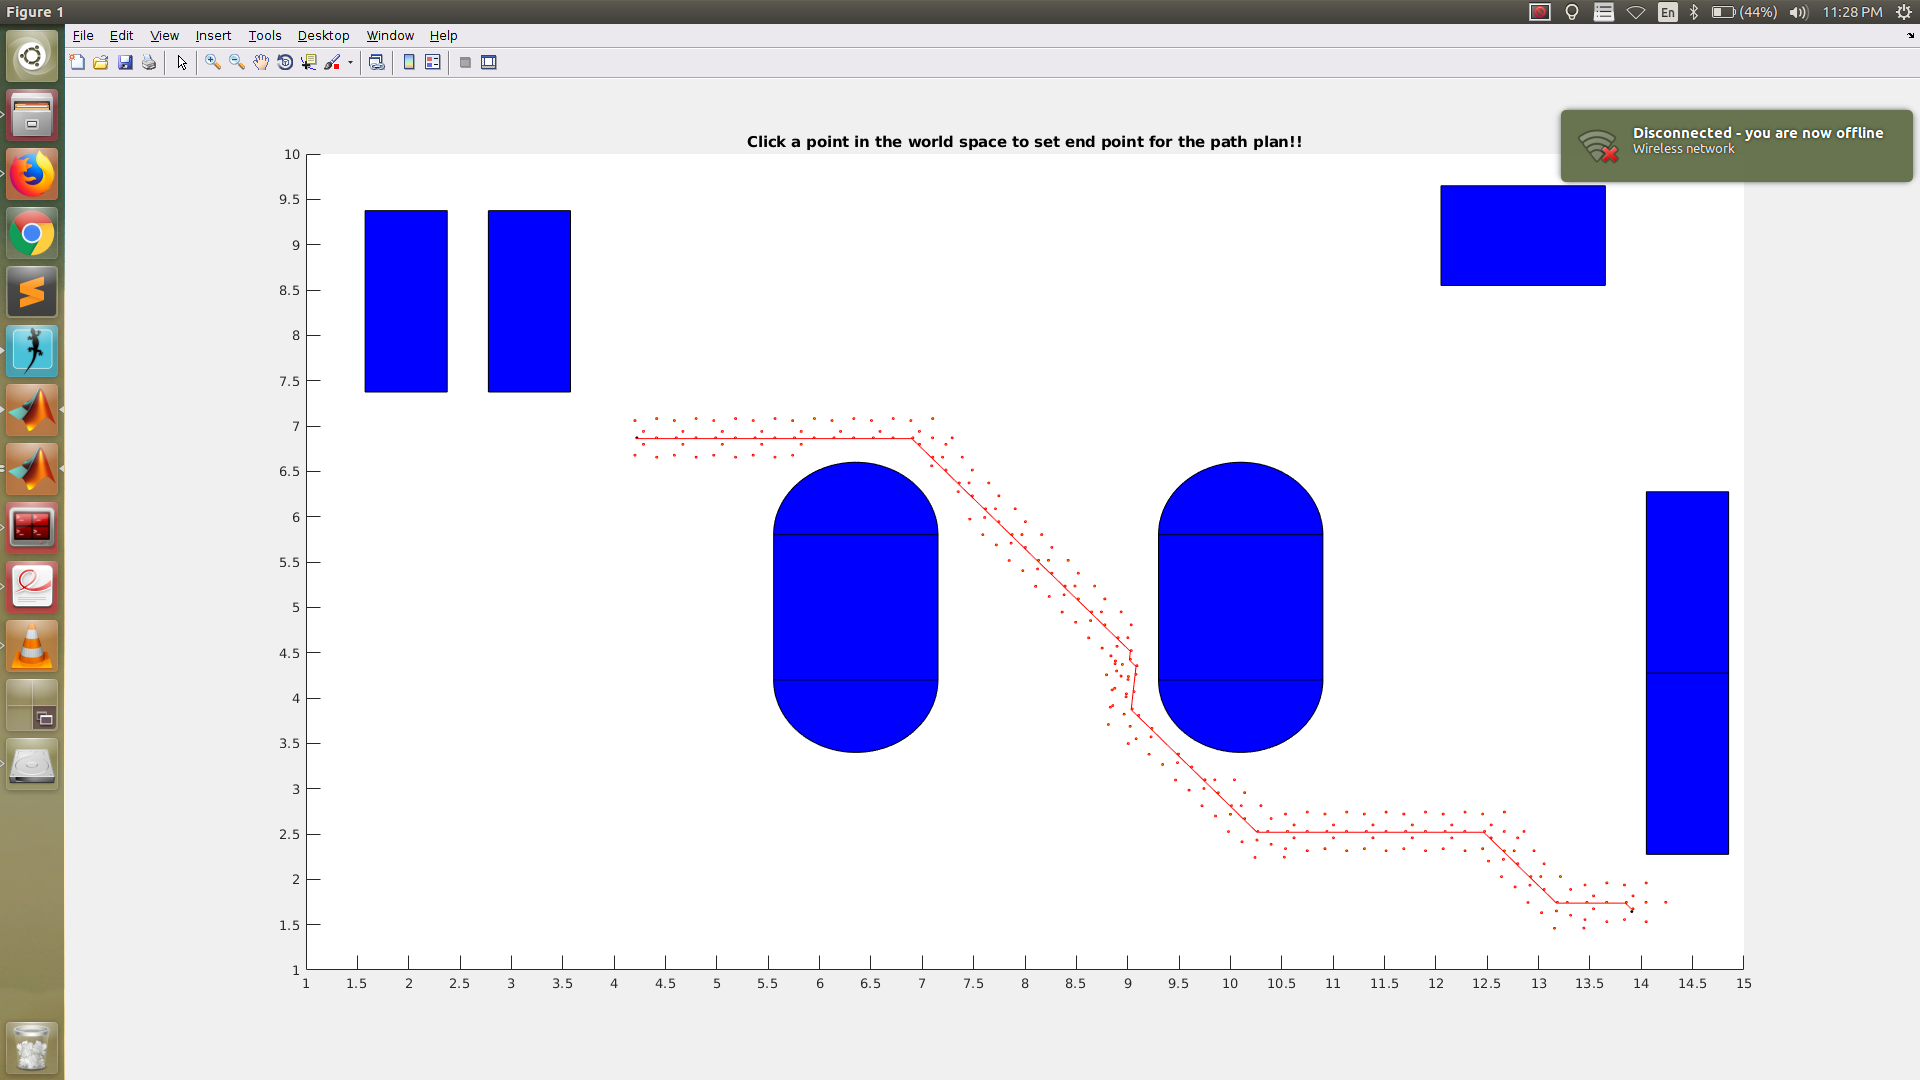 Figure 1
En
(44%)
11:28 PM
File Edit View Insert Tools Desktop Window Help
Disconnected - you are now offline
Wireless network
Click a point in the world space to set end point for the path plan!!
10
9.5
9
8.5
8
7.5
7
6.5
6
5.5
5
4.5
4
3.5
3
2.5
2
1.5
1
1 1.5 2 2.5 3 3.5 4 4.5 5 5.5 6 6.5 7 7.5 8 8.5 9 9.5 10 10.5 11 11.5 12 12.5 13 13.5 14 14.5 15